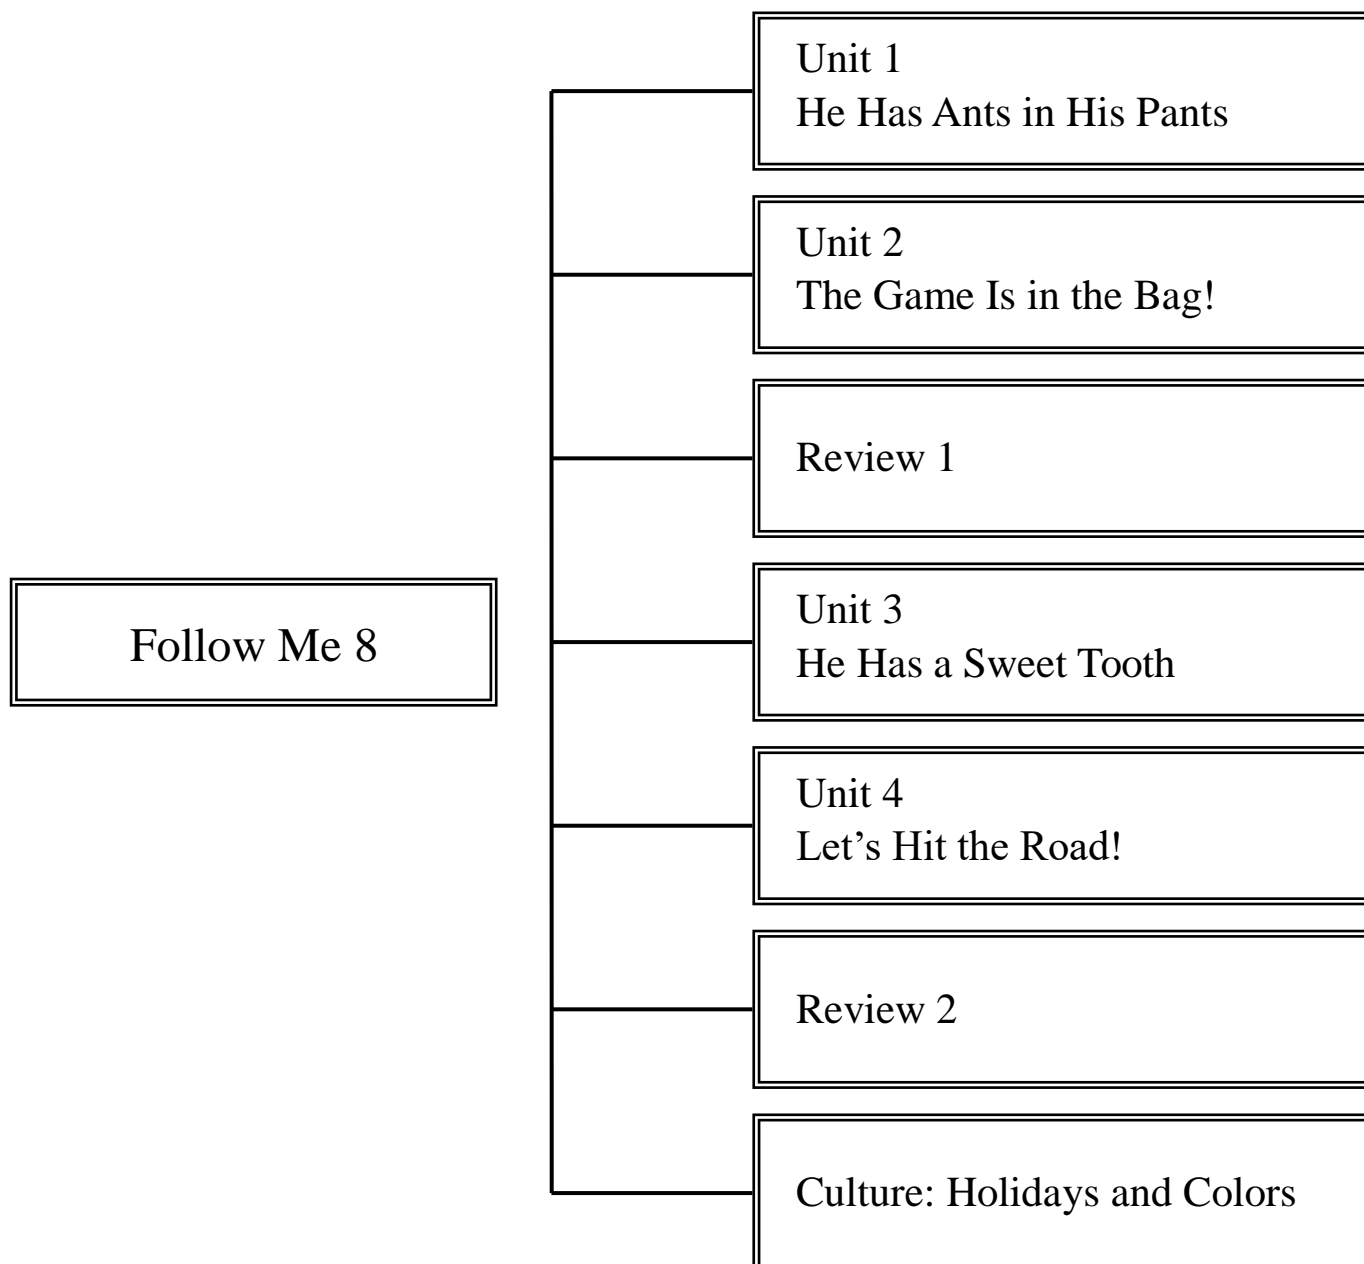 Follow Me 8
Unit 1
He Has Ants in His Pants
Unit 2
The Game Is in the Bag!
Review 1
Unit 3
He Has a Sweet Tooth
Unit 4
Let’s Hit the Road!
Review 2
Culture: Holidays and Colors